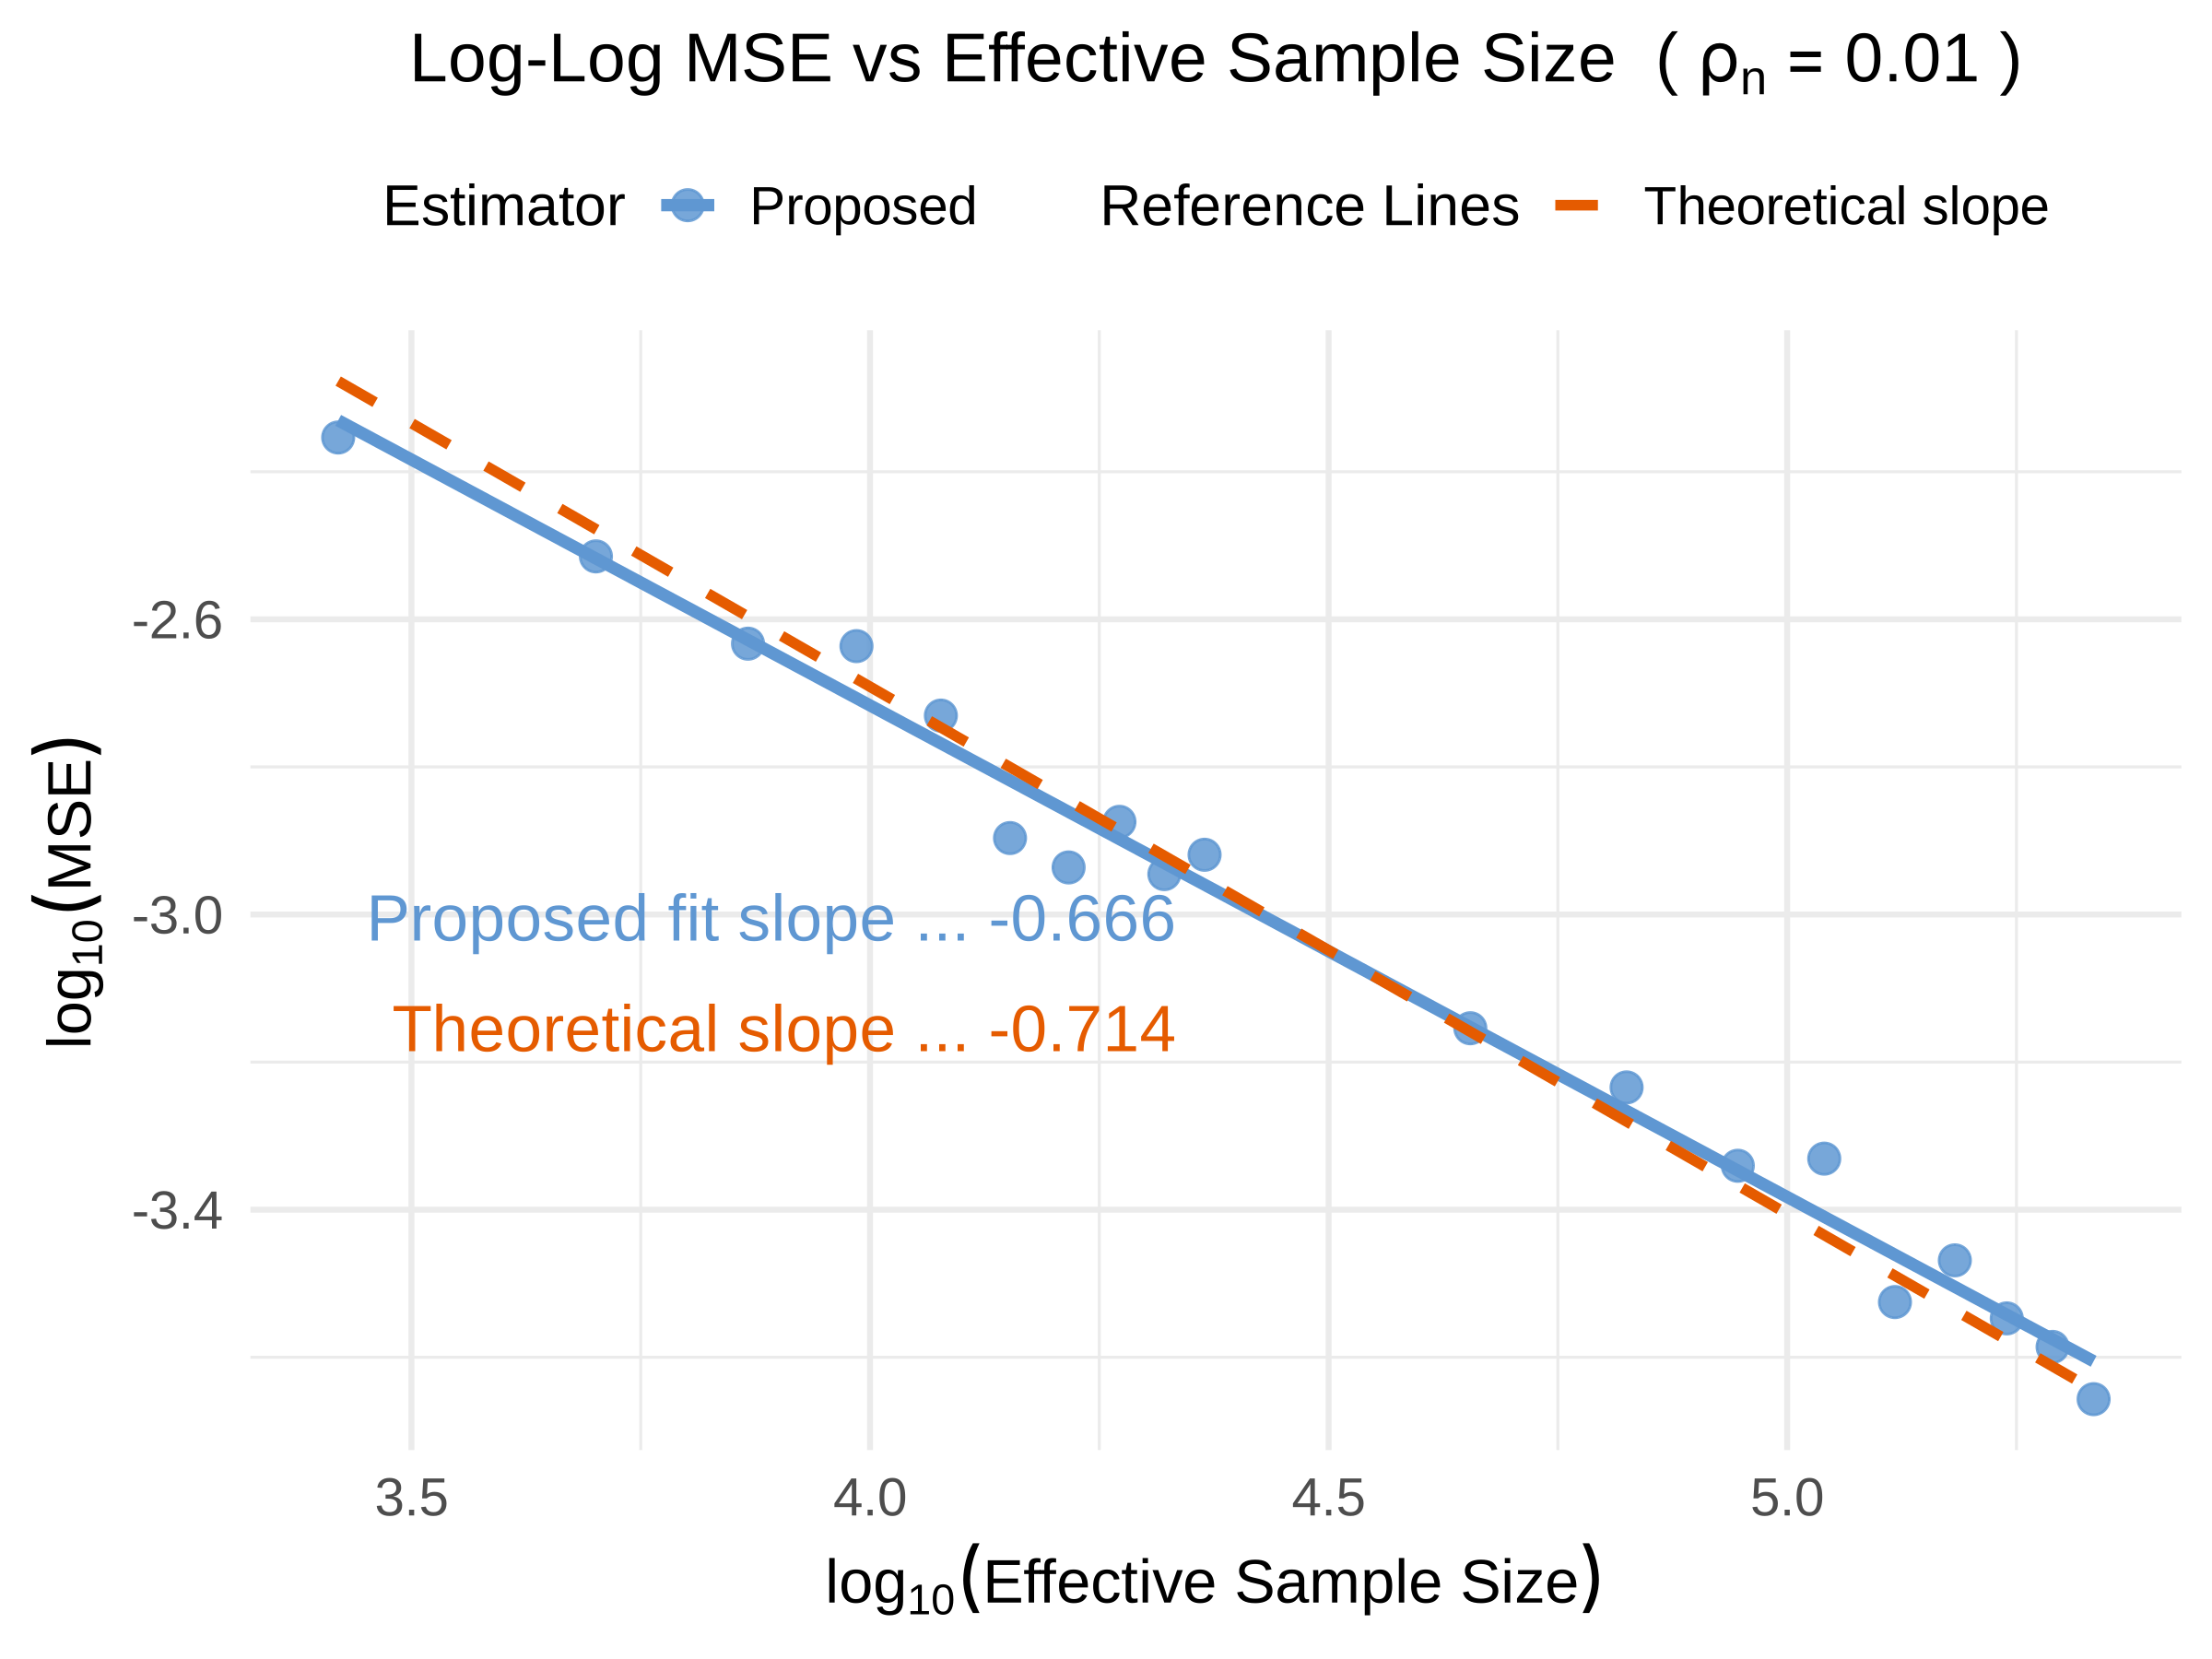 Log-Log MSE vs Effective Sample Size ( ρn = 0.01 )
Estimator Proposed Reference Lines Theoretical slope
-2.6
-3.0
-3.4
log10(MSE)
Proposed fit slope ... -0.666
Theoretical slope ... -0.714
3.5 4.0 4.5 5.0
log10(Effective Sample Size)